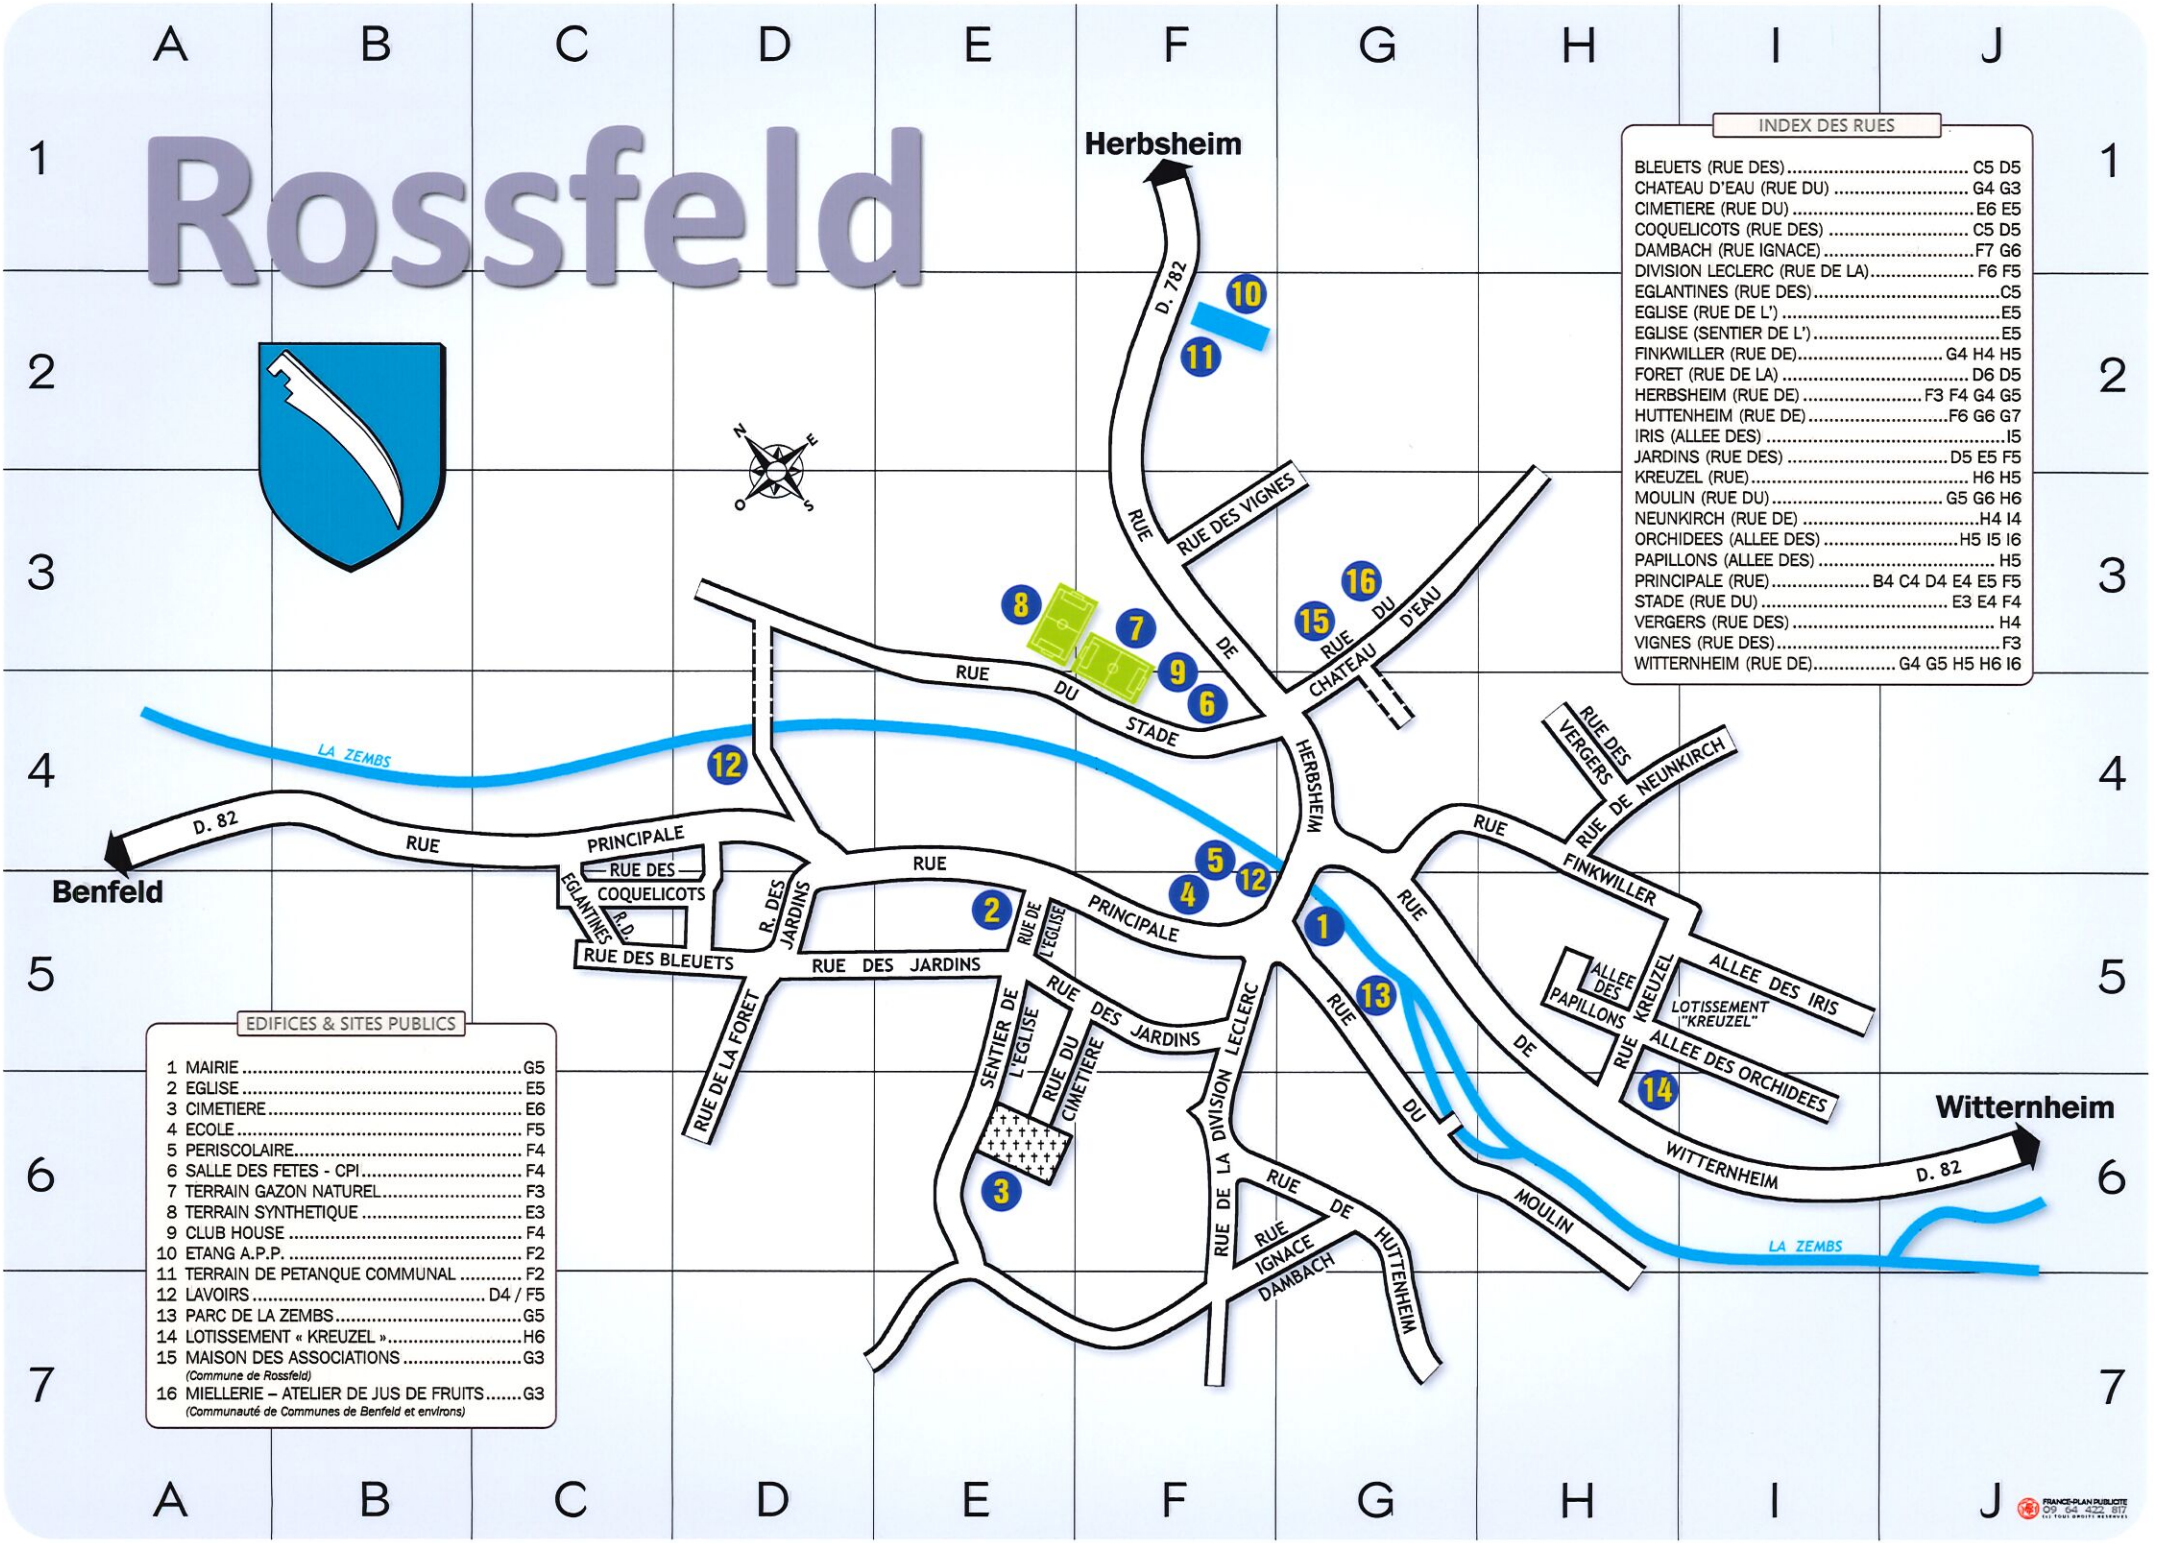 A B C D E F G H I J
1
2
3
4
5
6
7
1
2
3
4
5
6
7
A B C D E F G H I J
Rossfeld
N
E
O
S
Herbsheim
D. 782
10
11
RUE
DE
HERBSHEIM
RUE DES VIGNES
16
15
RUE DU
CHATEAU D'EAU
8
7
9
6
RUE DU STADE
LA ZEMBS
12
D. 82
Benfeld
RUE PRINCIPALE
RUE DES
COQUELICOTS
EGLANTINES
R.D.
RUE DES BLEUETS
R. DES
JARDINS
RUE DES JARDINS
RUE DE LA FORET
RUE
PRINCIPALE
2
RUE DE
L'EGLISE
5
4
12
1
13
RUE DES JARDINS
SENTIER DE
L'EGLISE
RUE DU
CIMETIERE
3
RUE DE LA DIVISION LECLERC
RUE DE HUTTENHEIM
RUE
IGNACE
DAMBACH
RUE DU MOULIN
RUE DE WITTERNHEIM
D. 82
Witternheim
LA ZEMBS
RUE
FINKWILLER
RUE DES
VERGERS
RUE DE NEUNKIRCH
ALLEE DES IRIS
LOTISSEMENT
"KREUZEL"
ALLEE
DES
PAPILLONS
RUE KREUZEL
ALLEE DES ORCHIDEES
14
INDEX DES RUES
BLEUETS (RUE DES) C5 D5
CHATEAU D'EAU (RUE DU) G4 G3
CIMETIERE (RUE DU) E6 E5
COQUELICOTS (RUE DES) C5 D5
DAMBACH (RUE IGNACE) F7 G6
DIVISION LECLERC (RUE DE LA) F6 F5
EGLANTINES (RUE DES) C5
EGLISE (RUE DE L') E5
EGLISE (SENTIER DE L') E5
FINKWILLER (RUE DE) G4 H4 H5
FORET (RUE DE LA) D6 D5
HERBSHEIM (RUE DE) F3 F4 G4 G5
HUTTENHEIM (RUE DE) F6 G6 G7
IRIS (ALLEE DES) I5
JARDINS (RUE DES) D5 E5 F5
KREUZEL (RUE) H6 H5
MOULIN (RUE DU) G5 G6 H6
NEUNKIRCH (RUE DE) H4 I4
ORCHIDEES (ALLEE DES) H5 I5 I6
PAPILLONS (ALLEE DES) H5
PRINCIPALE (RUE) B4 C4 D4 E4 E5 F5
STADE (RUE DU) E3 E4 F4
VERGERS (RUE DES) H4
VIGNES (RUE DES) F3
WITTERNHEIM (RUE DE) G4 G5 H5 H6 I6
EDIFICES & SITES PUBLICS
1 MAIRIE G5
2 EGLISE E5
3 CIMETIERE E6
4 ECOLE F5
5 PERISCOLAIRE F4
6 SALLE DES FETES - CPI F4
7 TERRAIN GAZON NATUREL F3
8 TERRAIN SYNTHETIQUE E3
9 CLUB HOUSE F4
10 ETANG A.P.P. F2
11 TERRAIN DE PETANQUE COMMUNAL F2
12 LAVOIRS D4 / F5
13 PARC DE LA ZEMBS G5
14 LOTISSEMENT « KREUZEL » H6
15 MAISON DES ASSOCIATIONS G3
(Commune de Rossfeld)
16 MIELLERIE – ATELIER DE JUS DE FRUITS G3
(Communauté de Communes de Benfeld et environs)
FRANCE-PLAN PUBLICITE
09 64 422 817
TOUS DROITS RESERVES